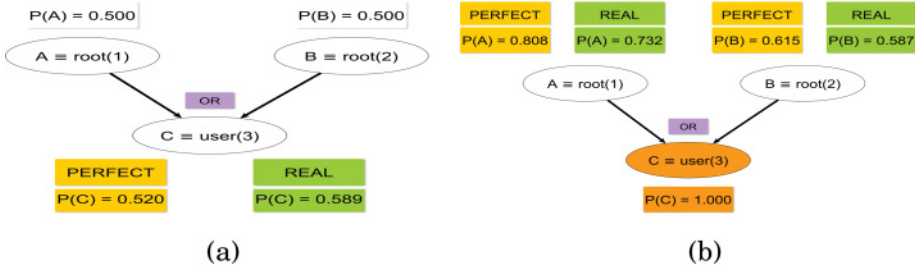 P(A) = 0.500 P(B) = 0.500
A = root(1) B = root(2)
OR
C = user(3)
PERFECT REAL
P(C) = 0.520 P(C) = 0.589
(a)
PERFECT REAL PERFECT REAL
P(A) = 0.808 P(A) = 0.732 P(B) = 0.615 P(B) = 0.587
A = root(1) B = root(2)
OR
C = user(3)
P(C) = 1.000
(b)